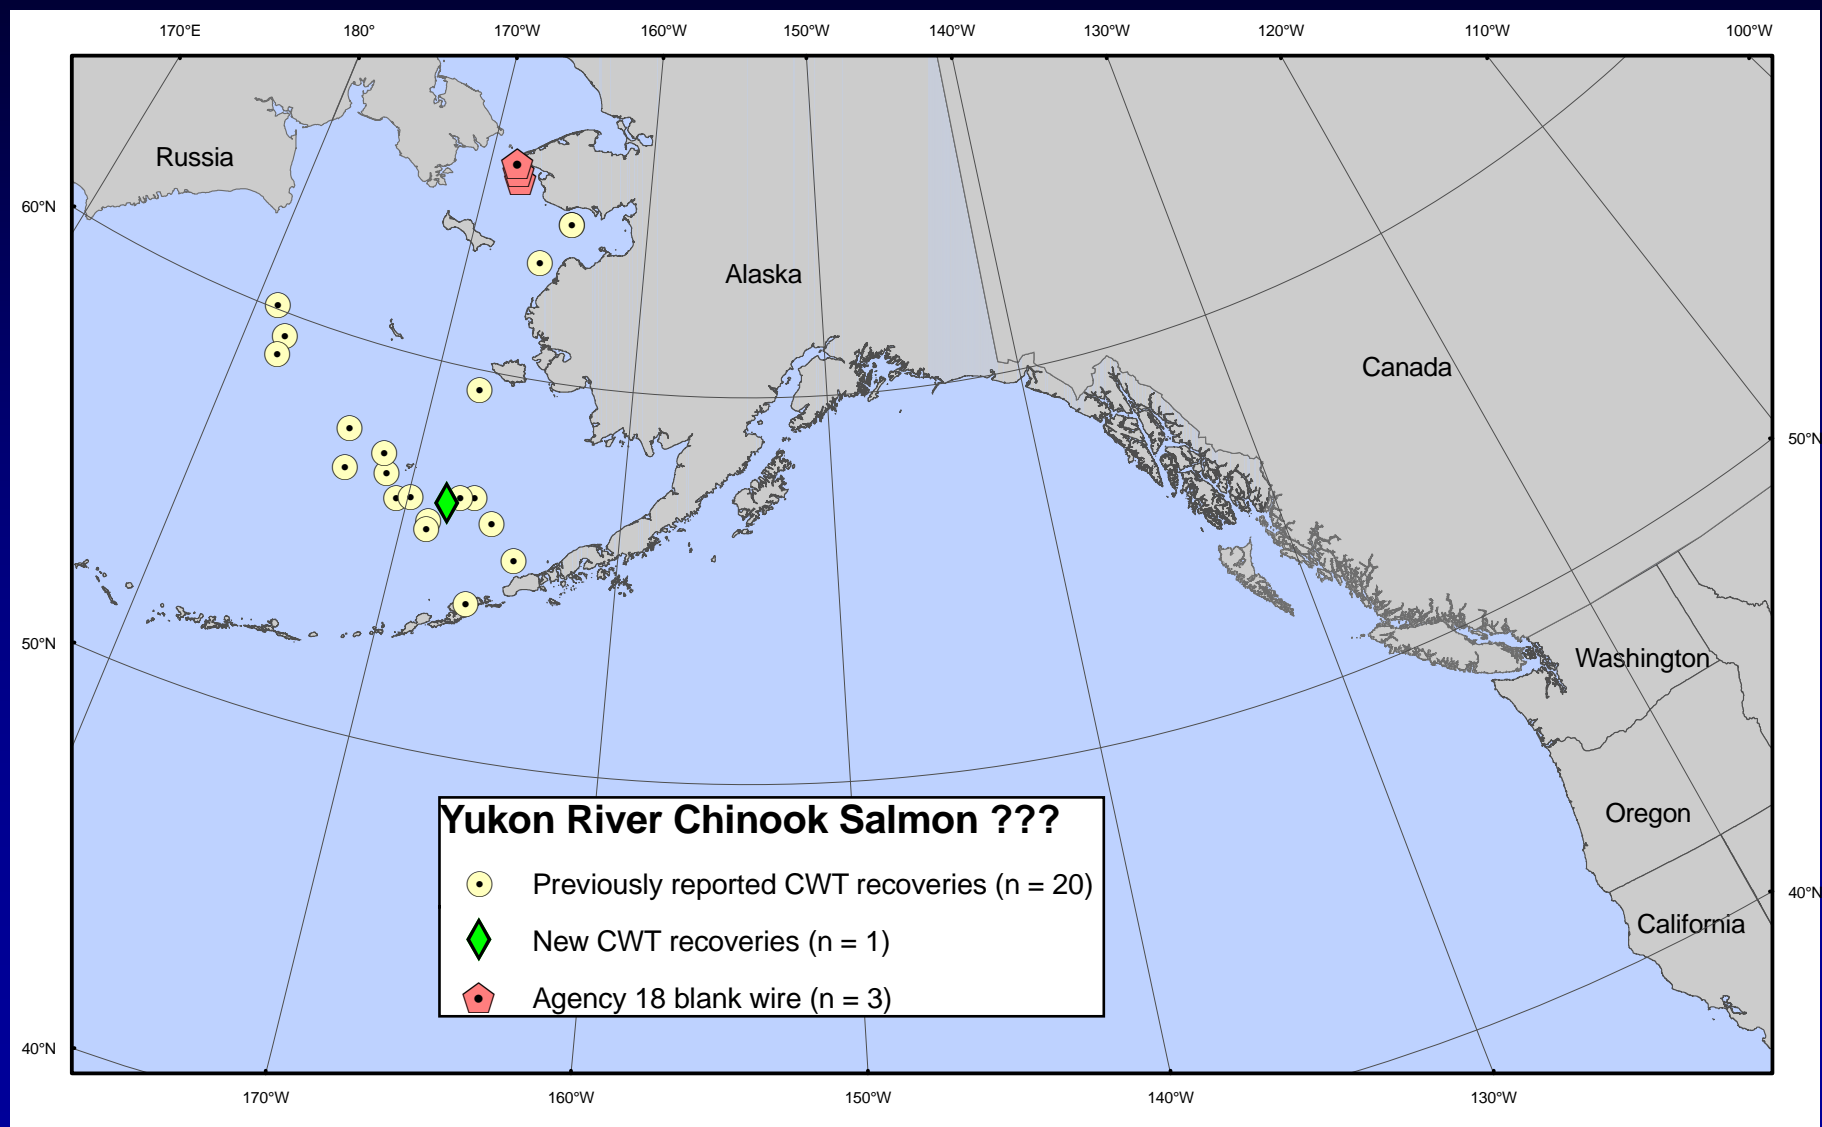 170°E 180° 170°W 160°W 150°W 140°W 130°W 120°W 110°W 100°W
Russia
60°N
Alaska
Canada
50°N
50°N
Washington
Oregon
40°N
California
40°N
Yukon River Chinook Salmon ???
Previously reported CWT recoveries (n = 20)
New CWT recoveries (n = 1)
Agency 18 blank wire (n = 3)
170°W 160°W 150°W 140°W 130°W